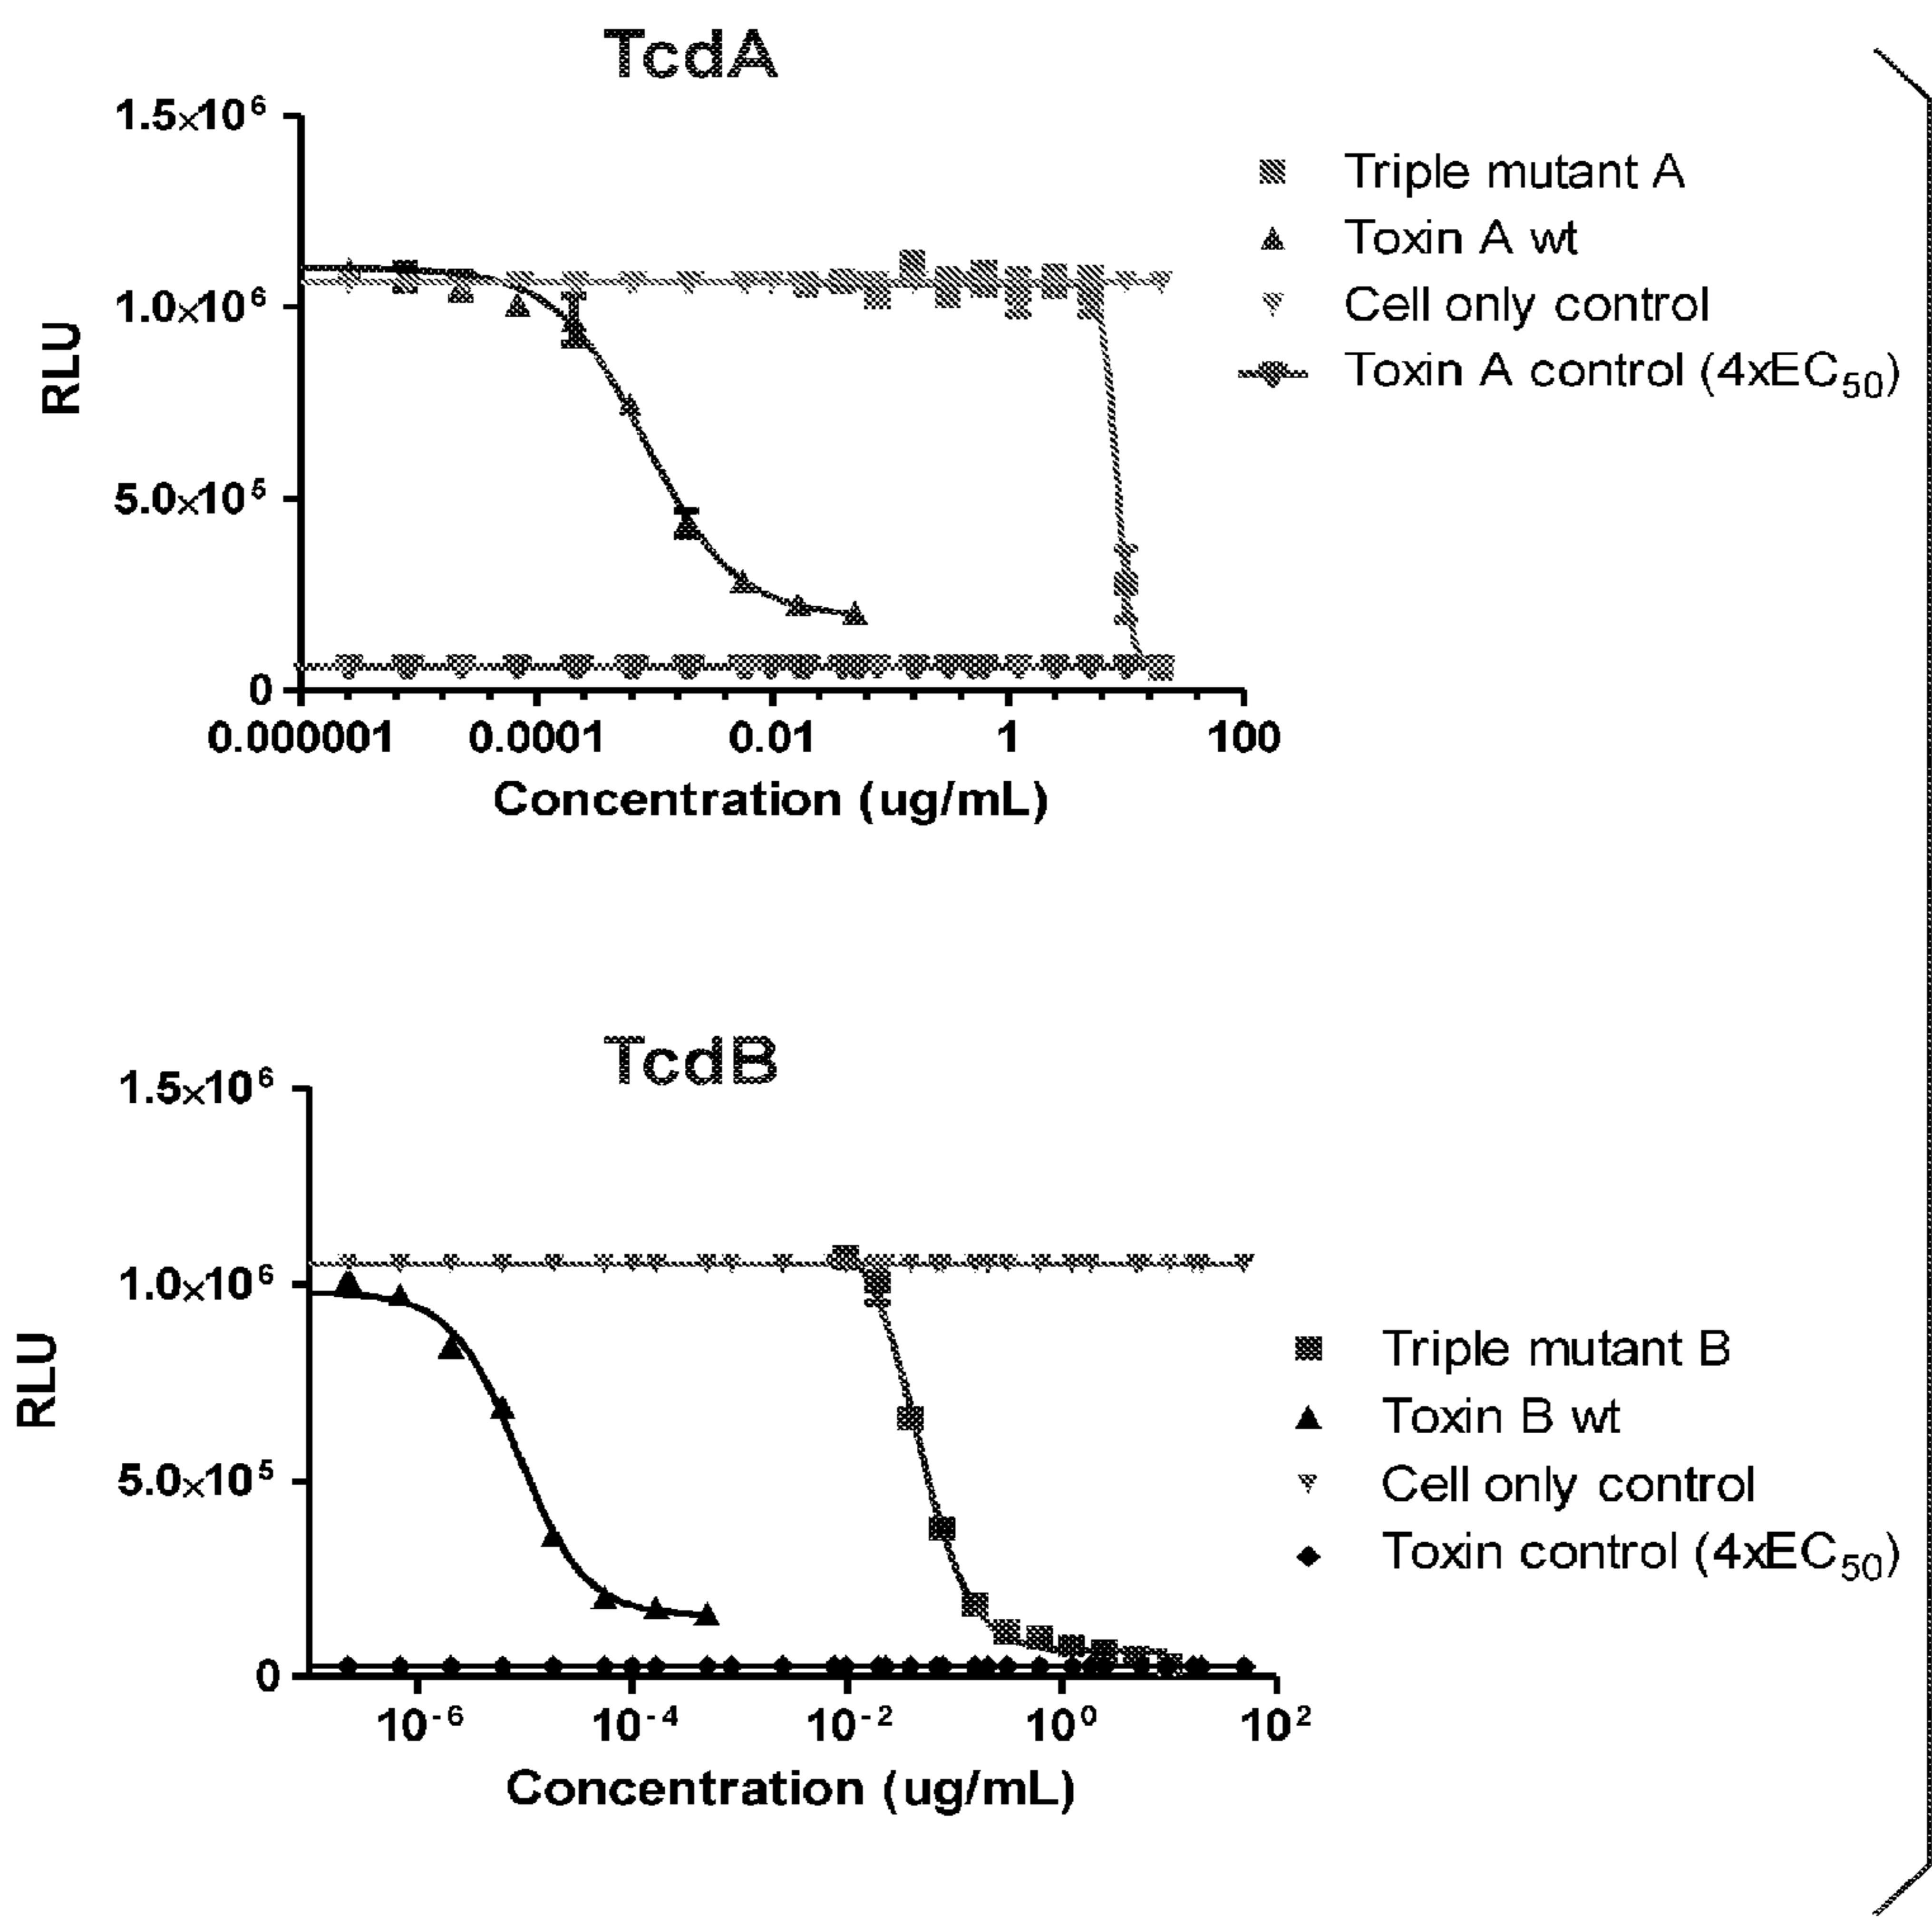 TcdA
1.5×10⁶
1.0×10⁶
5.0×10⁵
0
RLU
0.000001 0.0001 0.01 1 100
Concentration (ug/mL)
Triple mutant A
Toxin A wt
Cell only control
Toxin A control (4xEC₅₀)
TcdB
1.5×10⁶
1.0×10⁶
5.0×10⁵
0
RLU
10⁻⁶ 10⁻⁴ 10⁻² 10⁰ 10²
Concentration (ug/mL)
Triple mutant B
Toxin B wt
Cell only control
Toxin control (4xEC₅₀)